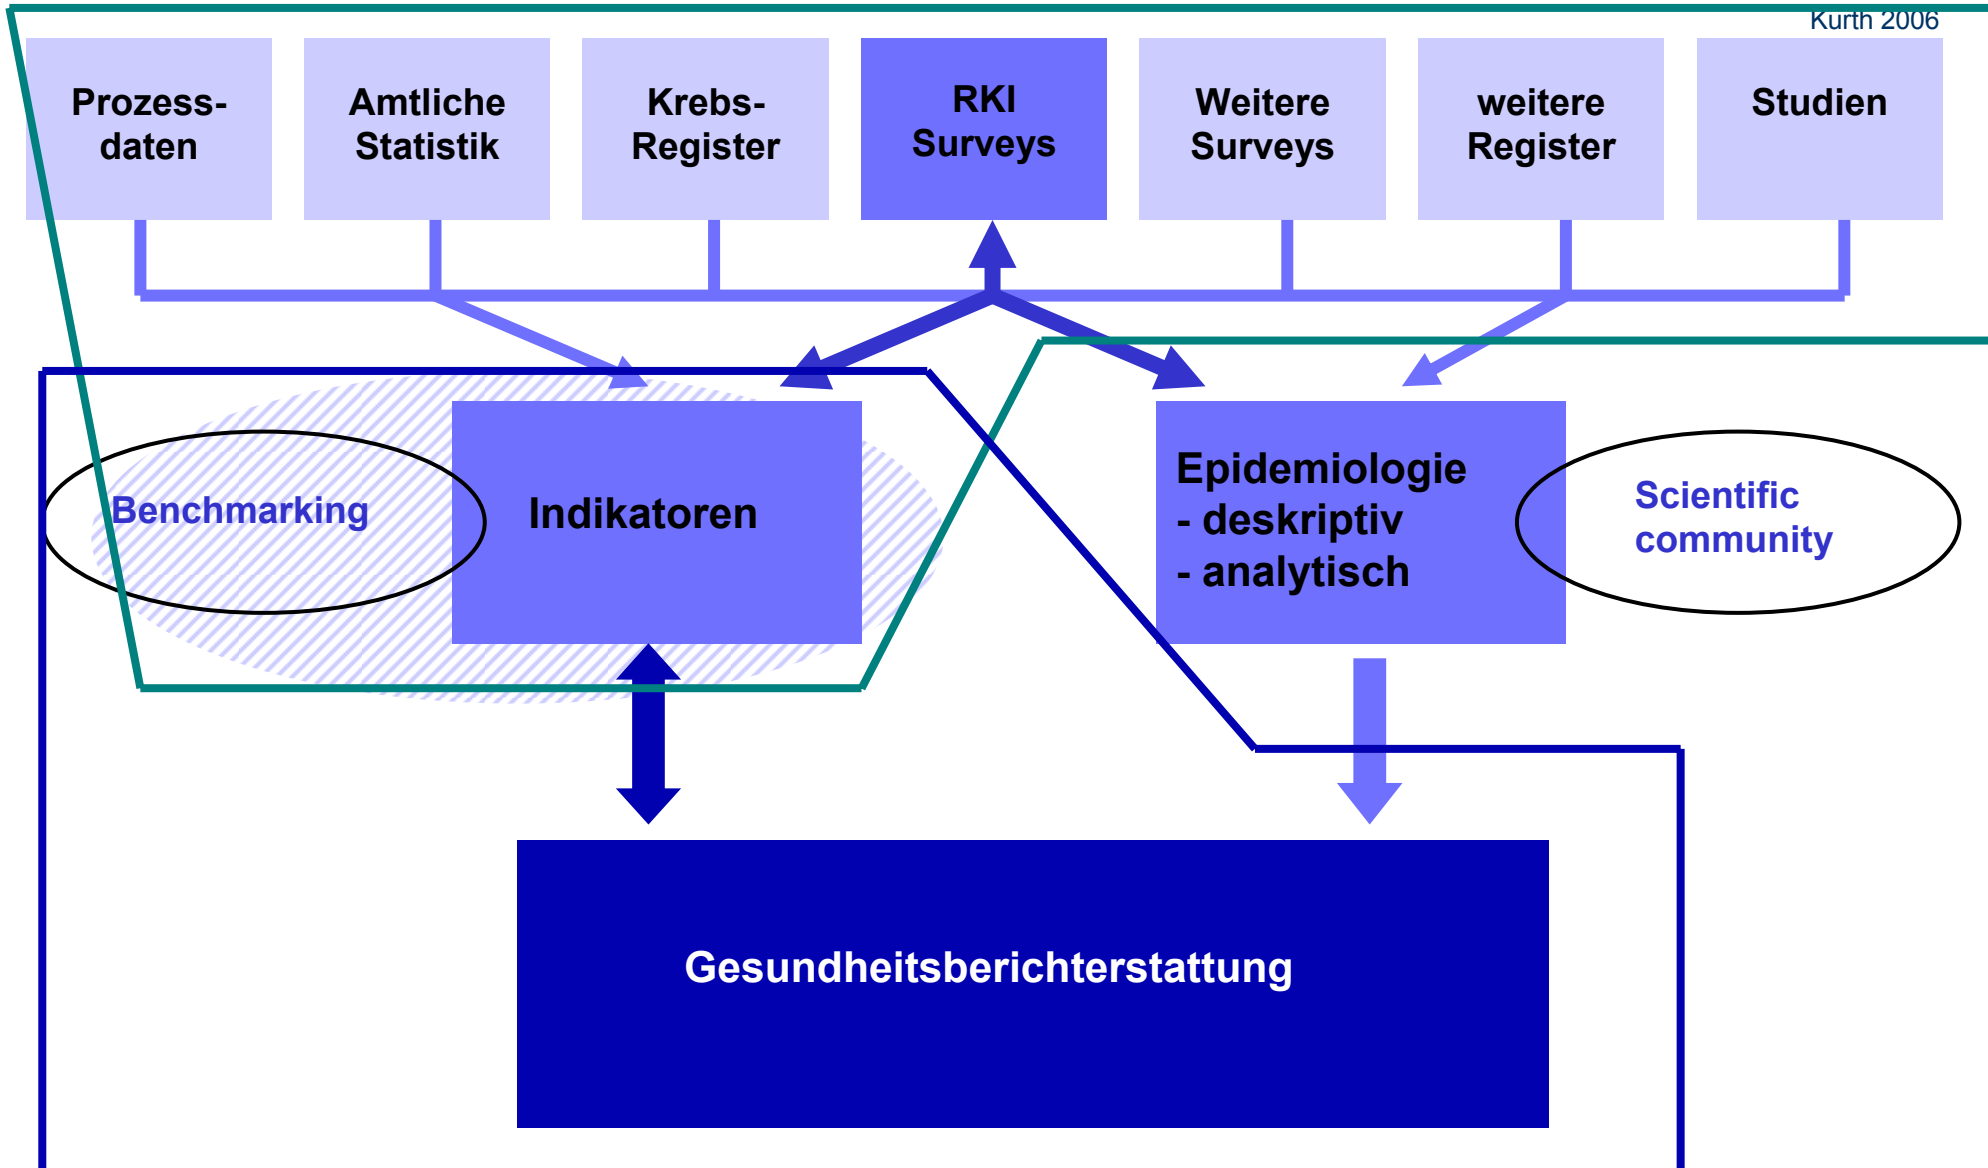 Kurth 2006
Prozess-
daten
Amtliche
Statistik
Krebs-
Register
RKI
Surveys
Weitere
Surveys
weitere
Register
Studien
Benchmarking
Indikatoren
Epidemiologie
- deskriptiv
- analytisch
Scientific
community
Gesundheitsberichterstattung